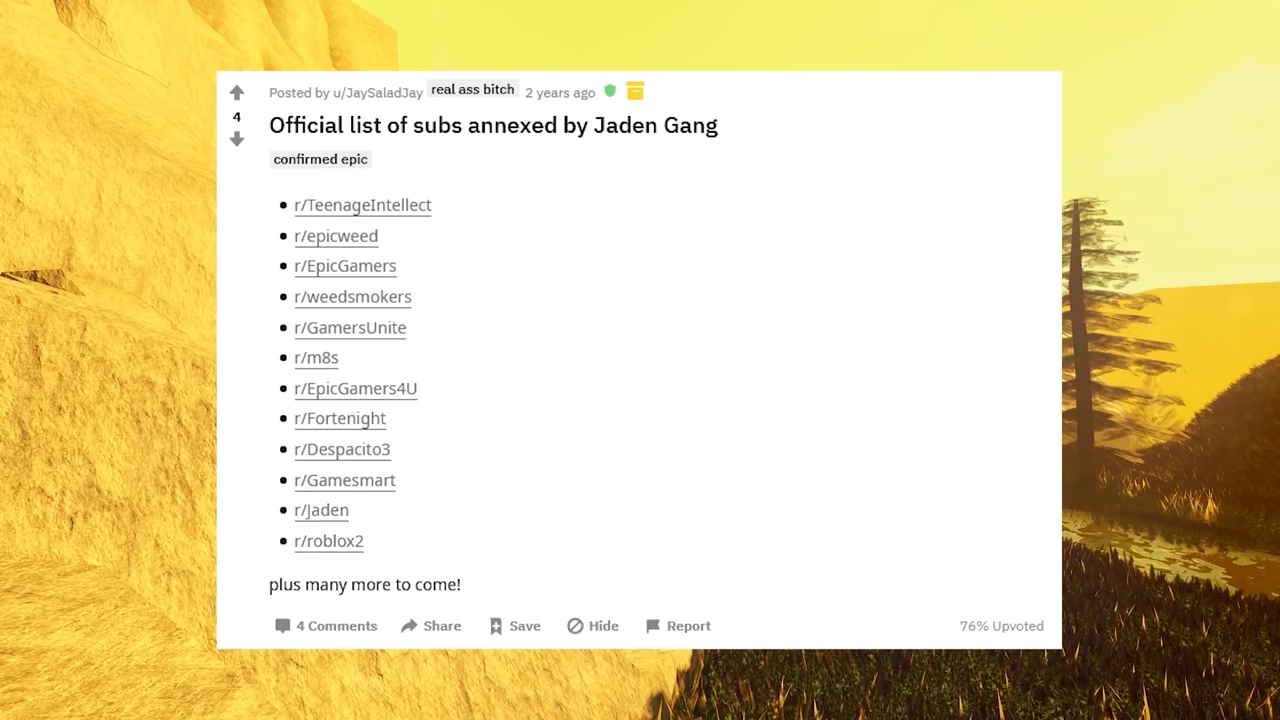 Posted by u/JaySaladJay real ass bitch 2 years ago
4
Official list of subs annexed by Jaden Gang
confirmed epic
r/TeenageIntellect
r/epicweed
r/EpicGamers
r/weedsmokers
r/GamersUnite
r/m8s
r/EpicGamers4U
r/Fortenight
r/Despacito3
r/Gamesmart
r/Jaden
r/roblox2
plus many more to come!
4 Comments Share Save Hide Report 76% Upvoted